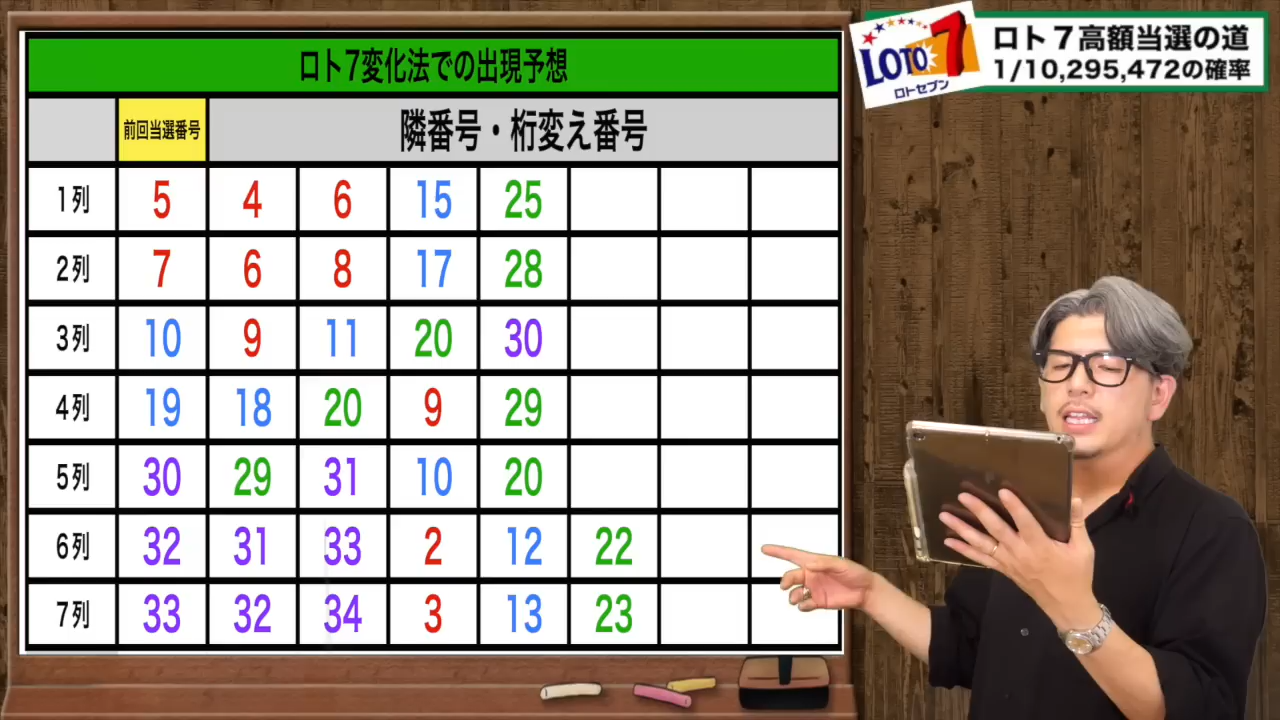 ロト7変化法での出現予想
前回当選番号 隣番号・桁変え番号
1列 5 4 6 15 25
2列 7 6 8 17 28
3列 10 9 11 20 30
4列 19 18 20 9 29
5列 30 29 31 10 20
6列 32 31 33 2 12 22
7列 33 32 34 3 13 23
LOTO 7
ロトセブン
ロト7高額当選の道
1/10,295,472の確率